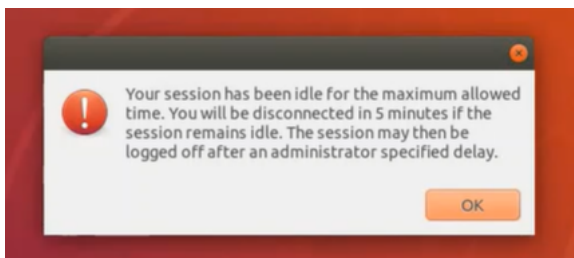 Your session has been idle for the maximum allowed
time. You will be disconnected in 5 minutes if the
session remains idle. The session may then be
logged off after an administrator specified delay.
OK